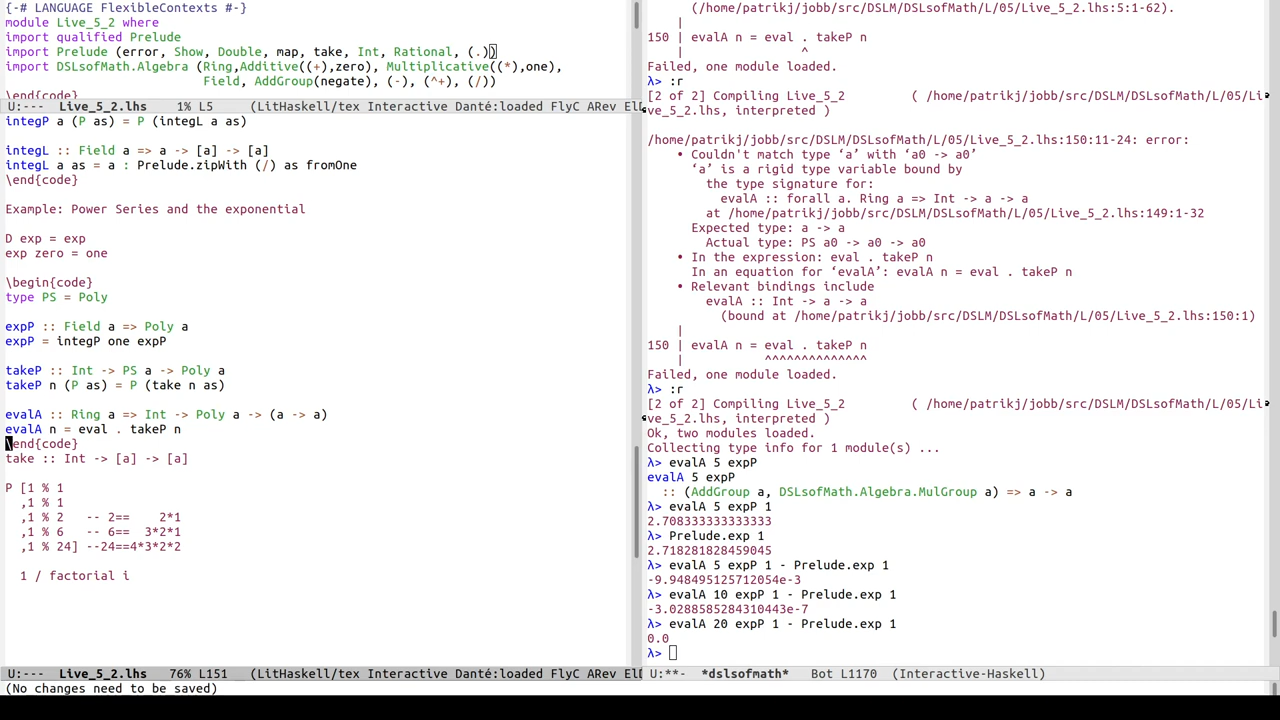 {-# LANGUAGE FlexibleContexts #-}
module Live_5_2 where
import qualified Prelude
import Prelude (error, Show, Double, map, take, Int, Rational, (.))
import DSLsofMath.Algebra (Ring,Additive((+),zero), Multiplicative((*),one),
                           Field, AddGroup(negate), (-), (^+), (/))
\end{code}
U:---  Live_5_2.lhs     1% L5     (LitHaskell/tex Interactive Danté:loaded FlyC ARev El
integP a (P as) = P (integL a as)
integL :: Field a => a -> [a] -> [a]
integL a as = a : Prelude.zipWith (/) as fromOne
\end{code}
Example: Power Series and the exponential
D exp = exp
exp zero = one
\begin{code}
type PS = Poly
expP :: Field a => Poly a
expP = integP one expP
takeP :: Int -> PS a -> Poly a
takeP n (P as) = P (take n as)
evalA :: Ring a => Int -> Poly a -> (a -> a)
evalA n = eval . takeP n
\end{code}
take :: Int -> [a] -> [a]
P [1 % 1
  ,1 % 1
  ,1 % 2   -- 2==    2*1
  ,1 % 6   -- 6==  3*2*1
  ,1 % 24] --24==4*3*2*2
  1 / factorial i
U:---  Live_5_2.lhs    76% L151   (LitHaskell/tex Interactive Danté:loaded FlyC ARev El
(No changes need to be saved)
      (/home/patrikj/jobb/src/DSLM/DSLsofMath/L/05/Live_5_2.lhs:5:1-62).
    |
150 | evalA n = eval . takeP n
    |                ^
Failed, one module loaded.
λ> :r
[2 of 2] Compiling Live_5_2         ( /home/patrikj/jobb/src/DSLM/DSLsofMath/L/05/Li
ve_5_2.lhs, interpreted )
/home/patrikj/jobb/src/DSLM/DSLsofMath/L/05/Live_5_2.lhs:150:11-24: error:
    • Couldn't match type ‘a’ with ‘a0 -> a0’
      ‘a’ is a rigid type variable bound by
        the type signature for:
          evalA :: forall a. Ring a => Int -> a -> a
        at /home/patrikj/jobb/src/DSLM/DSLsofMath/L/05/Live_5_2.lhs:149:1-32
      Expected type: a -> a
        Actual type: PS a0 -> a0 -> a0
    • In the expression: eval . takeP n
      In an equation for ‘evalA’: evalA n = eval . takeP n
    • Relevant bindings include
        evalA :: Int -> a -> a
          (bound at /home/patrikj/jobb/src/DSLM/DSLsofMath/L/05/Live_5_2.lhs:150:1)
    |
150 | evalA n = eval . takeP n
    |           ^^^^^^^^^^^^^^
Failed, one module loaded.
λ> :r
[2 of 2] Compiling Live_5_2         ( /home/patrikj/jobb/src/DSLM/DSLsofMath/L/05/Li
ve_5_2.lhs, interpreted )
Ok, two modules loaded.
Collecting type info for 1 module(s) ...
λ> evalA 5 expP
evalA 5 expP
  :: (AddGroup a, DSLsofMath.Algebra.MulGroup a) => a -> a
λ> evalA 5 expP 1
2.708333333333333
λ> Prelude.exp 1
2.718281828459045
λ> evalA 5 expP 1 - Prelude.exp 1
-9.948495125712054e-3
λ> evalA 10 expP 1 - Prelude.exp 1
-3.0288585284310443e-7
λ> evalA 20 expP 1 - Prelude.exp 1
0.0
λ>
U:**-  *dslsofmath*   Bot L1170  (Interactive-Haskell)